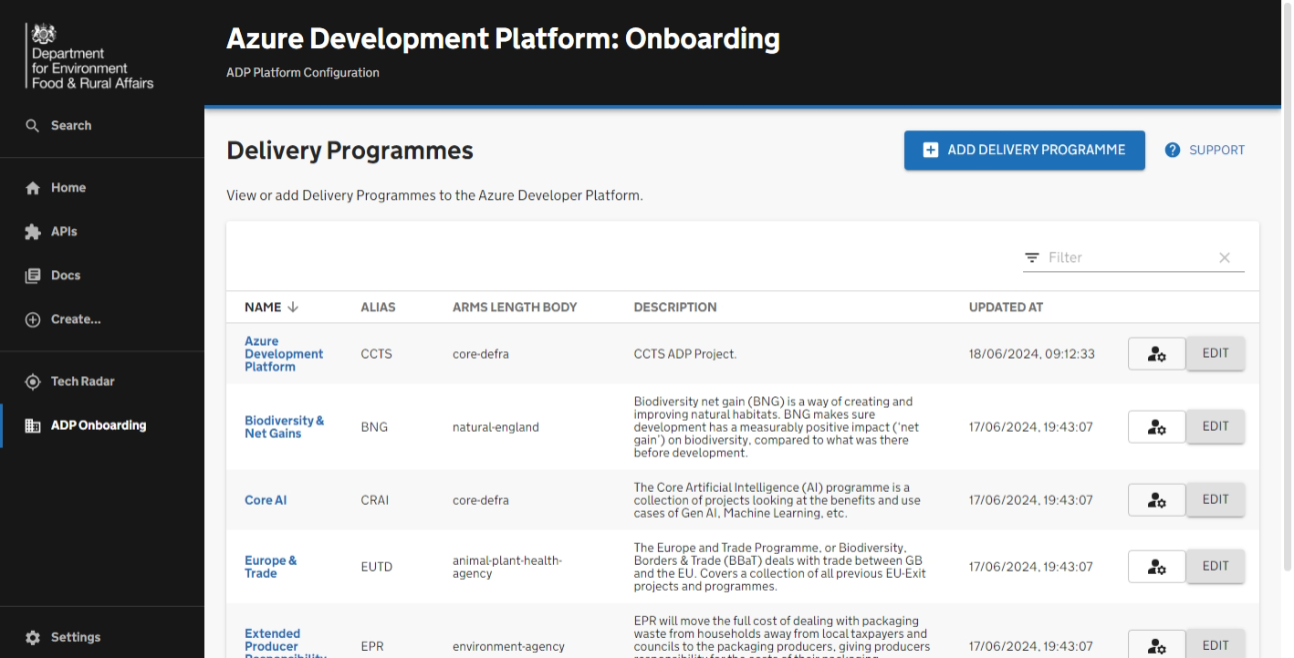 Department
for Environment
Food & Rural Affairs
Azure Development Platform: Onboarding
ADP Platform Configuration
Search
Home
APIs
Docs
Create...
Tech Radar
ADP Onboarding
Settings
Delivery Programmes
ADD DELIVERY PROGRAMME
SUPPORT
View or add Delivery Programmes to the Azure Developer Platform.
Filter
NAME ALIAS ARMS LENGTH BODY DESCRIPTION UPDATED AT
Azure
Development
Platform
CCTS
core-defra
CCTS ADP Project.
18/06/2024, 09:12:33
EDIT
Biodiversity &
Net Gains
BNG
natural-england
Biodiversity net gain (BNG) is a way of creating and
improving natural habitats. BNG makes sure
development has a measurably positive impact ('net
gain') on biodiversity, compared to what was there
before development.
17/06/2024, 19:43:07
EDIT
Core AI
CRAI
core-defra
The Core Artificial Intelligence (AI) programme is a
collection of projects looking at the benefits and use
cases of Gen AI, Machine Learning, etc.
17/06/2024, 19:43:07
EDIT
Europe &
Trade
EUTD
animal-plant-health-
agency
The Europe and Trade Programme, or Biodiversity,
Borders & Trade (BBaT) deals with trade between GB
and the EU. Covers a collection of all previous EU-Exit
projects and programmes.
17/06/2024, 19:43:07
EDIT
Extended
Producer
Responsibility
EPR
environment-agency
EPR will move the full cost of dealing with packaging
waste from households away from local taxpayers and
councils to the packaging producers, giving producers
responsibility for the costs of their packaging
17/06/2024, 19:43:07
EDIT